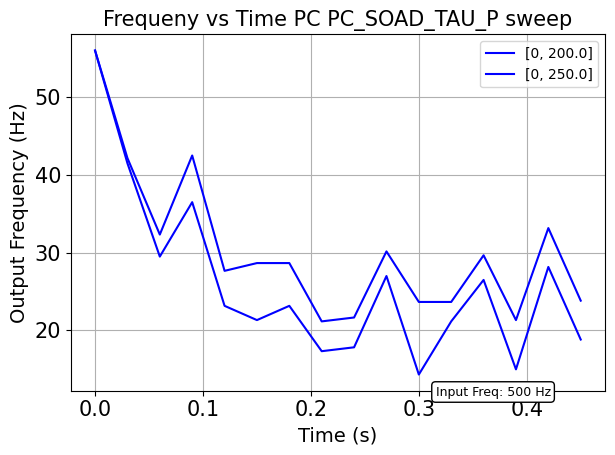 Frequeny vs Time PC PC_SOAD_TAU_P sweep
[0, 200.0]
[0, 250.0]
Output Frequency (Hz)
50
40
30
20
Input Freq: 500 Hz
0.0 0.1 0.2 0.3 0.4
Time (s)